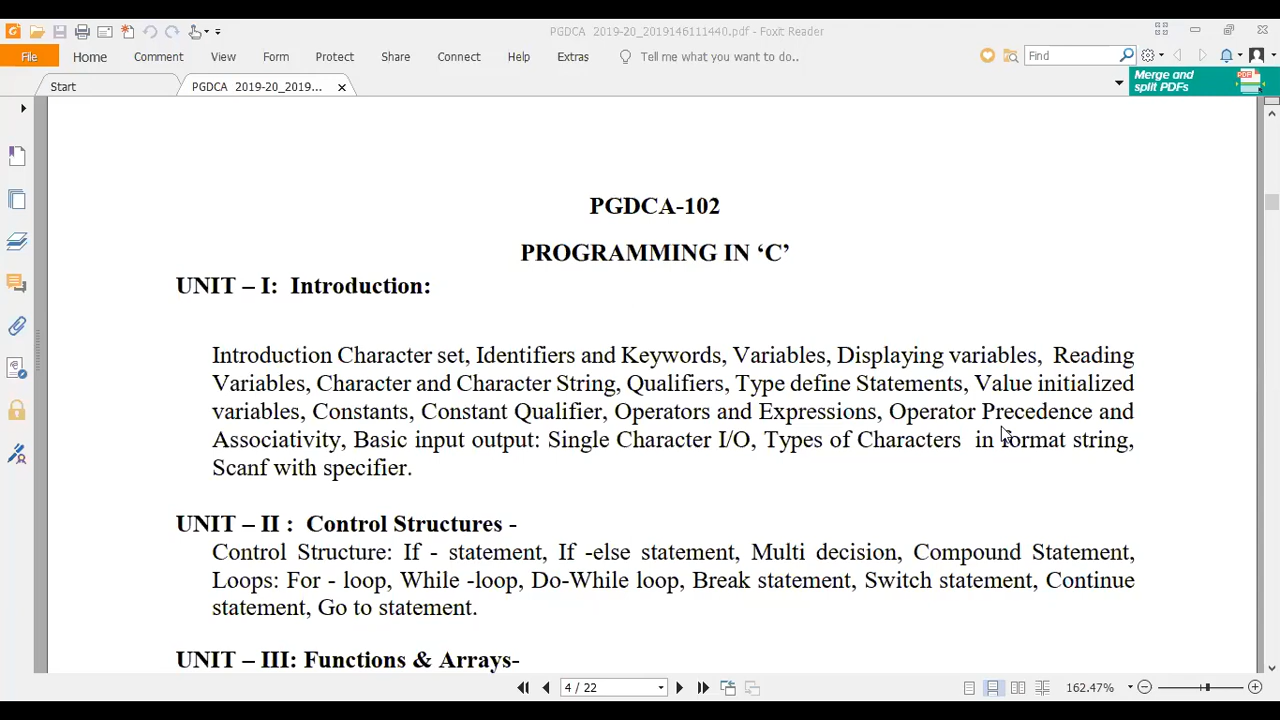 PGDCA 2019-20_2019146111440.pdf - Foxit Reader
File Home Comment View Form Protect Share Connect Help Extras Tell me what you want to do.. Find
Start PGDCA 2019-20_2019... Merge and
split PDFs
PGDCA-102
PROGRAMMING IN ‘C’
UNIT – I: Introduction:
Introduction Character set, Identifiers and Keywords, Variables, Displaying variables, Reading
Variables, Character and Character String, Qualifiers, Type define Statements, Value initialized
variables, Constants, Constant Qualifier, Operators and Expressions, Operator Precedence and
Associativity, Basic input output: Single Character I/O, Types of Characters in format string,
Scanf with specifier.
UNIT – II : Control Structures -
Control Structure: If - statement, If -else statement, Multi decision, Compound Statement,
Loops: For - loop, While -loop, Do-While loop, Break statement, Switch statement, Continue
statement, Go to statement.
UNIT – III: Functions & Arrays-
4 / 22 162.47%